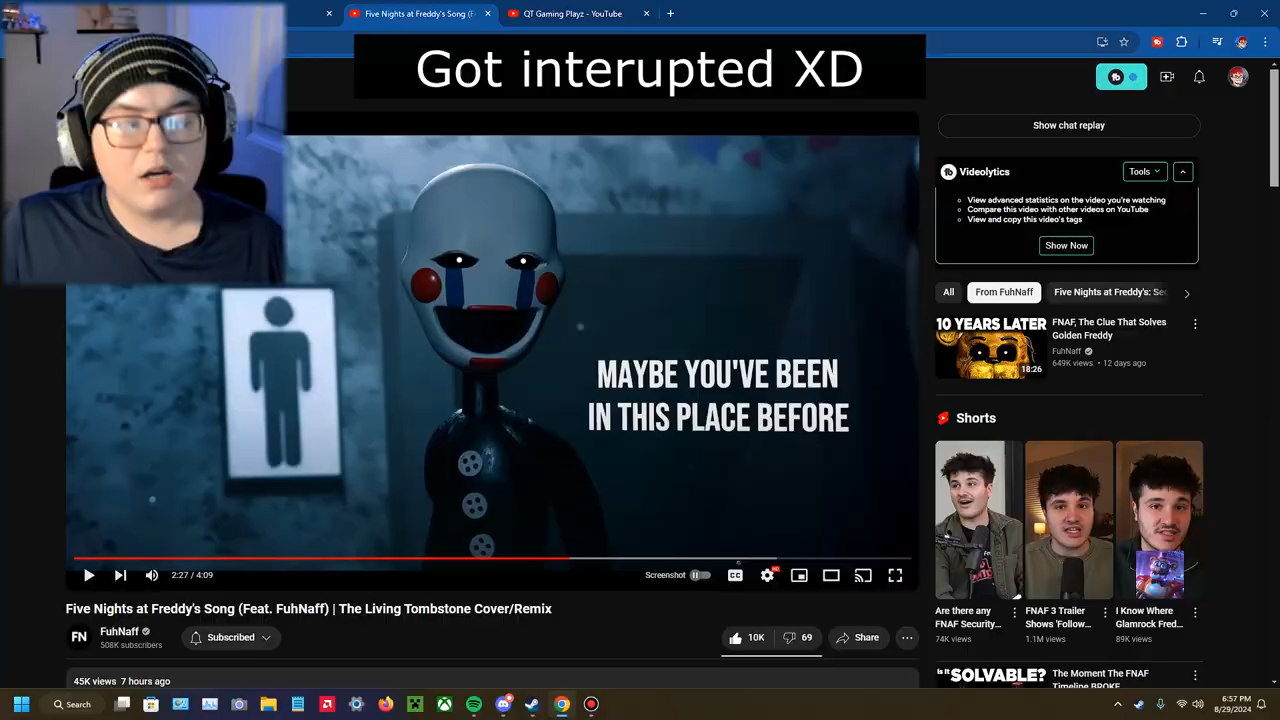 Five Nights at Freddy's Song (F
QT Gaming Playz - YouTube
Got interupted XD
Show chat replay
Videolytics
Tools
View advanced statistics on the video you're watching
Compare this video with other videos on YouTube
View and copy this video's tags
Show Now
All
From FuhNaff
Five Nights at Freddy's: Se
10 YEARS LATER
18:26
FNAF, The Clue That Solves
Golden Freddy
FuhNaff
649K views • 12 days ago
MAYBE YOU'VE BEEN
IN THIS PLACE BEFORE
Shorts
2:27 / 4:09
Screenshot
HD
Five Nights at Freddy's Song (Feat. FuhNaff) | The Living Tombstone Cover/Remix
FN
FuhNaff
508K subscribers
Subscribed
10K
69
Share
Are there any
FNAF Security...
74K views
FNAF 3 Trailer
Shows 'Follow...
1.1M views
I Know Where
Glamrock Fred...
89K views
45K views 7 hours ago
is it
SOLVABLE?
The Moment The FNAF
Timeline BROKE
Search
6:57 PM
8/29/2024